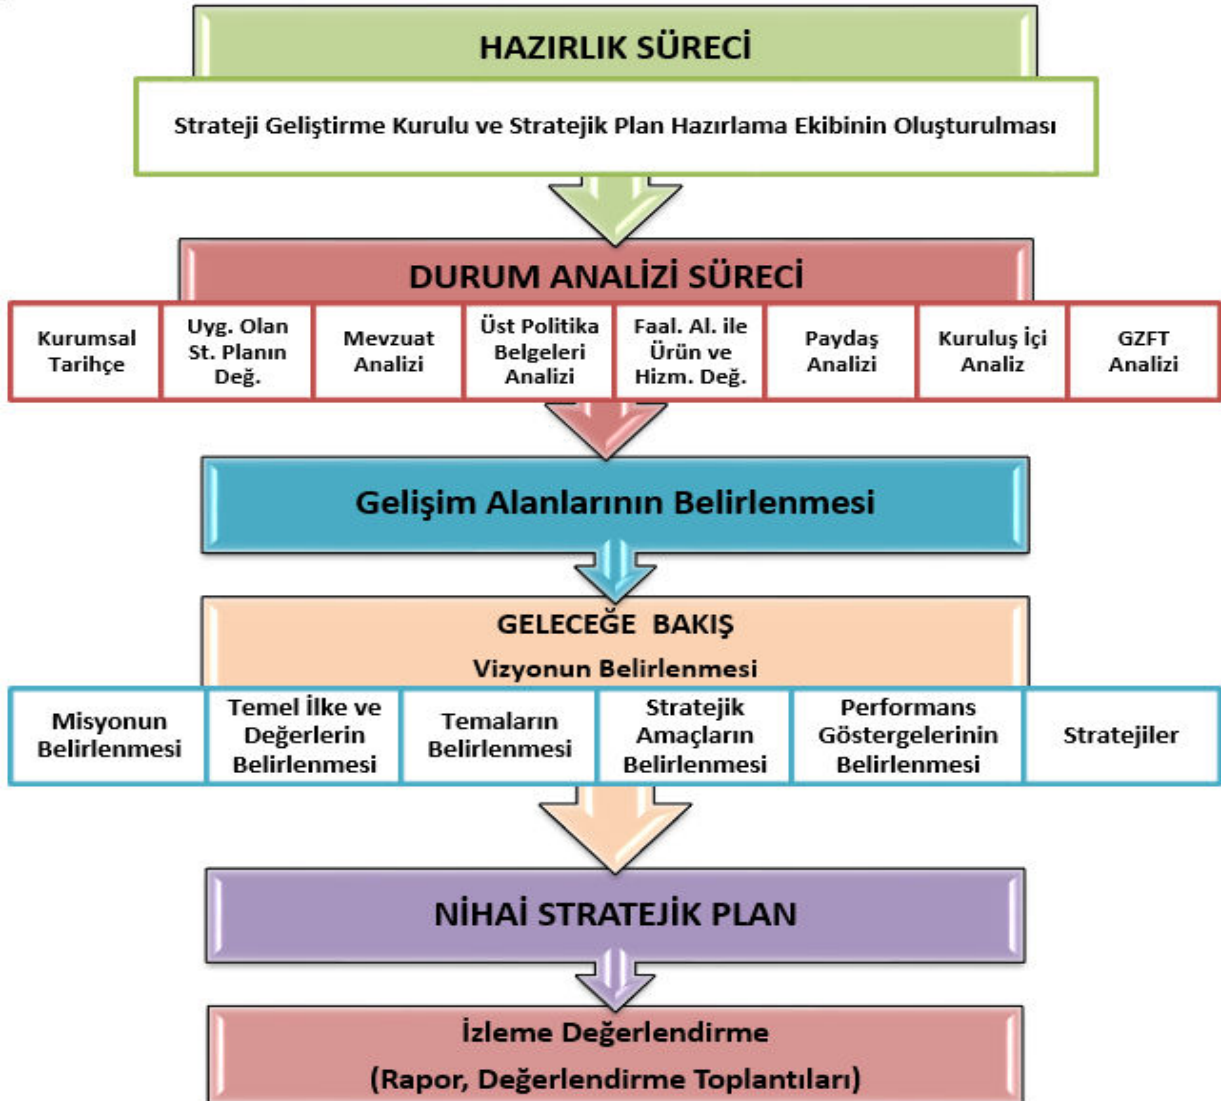 HAZIRLIK SÜRECİ
Strateji Geliştirme Kurulu ve Stratejik Plan Hazırlama Ekibinin Oluşturulması
DURUM ANALİZİ SÜRECİ
Kurumsal
Tarihçe
Uyg. Olan
St. Planın
Değ.
Mevzuat
Analizi
Üst Politika
Belgeleri
Analizi
Faal. Al. ile
Ürün ve
Hizm. Değ.
Paydaş
Analizi
Kuruluş İçi
Analiz
GZFT
Analizi
Gelişim Alanlarının Belirlenmesi
GELECEĞE BAKIŞ
Vizyonun Belirlenmesi
Misyonun
Belirlenmesi
Temel İlke ve
Değerlerin
Belirlenmesi
Temaların
Belirlenmesi
Stratejik
Amaçların
Belirlenmesi
Performans
Göstergelerinin
Belirlenmesi
Stratejiler
NİHAİ STRATEJİK PLAN
İzleme Değerlendirme
(Rapor, Değerlendirme Toplantıları)